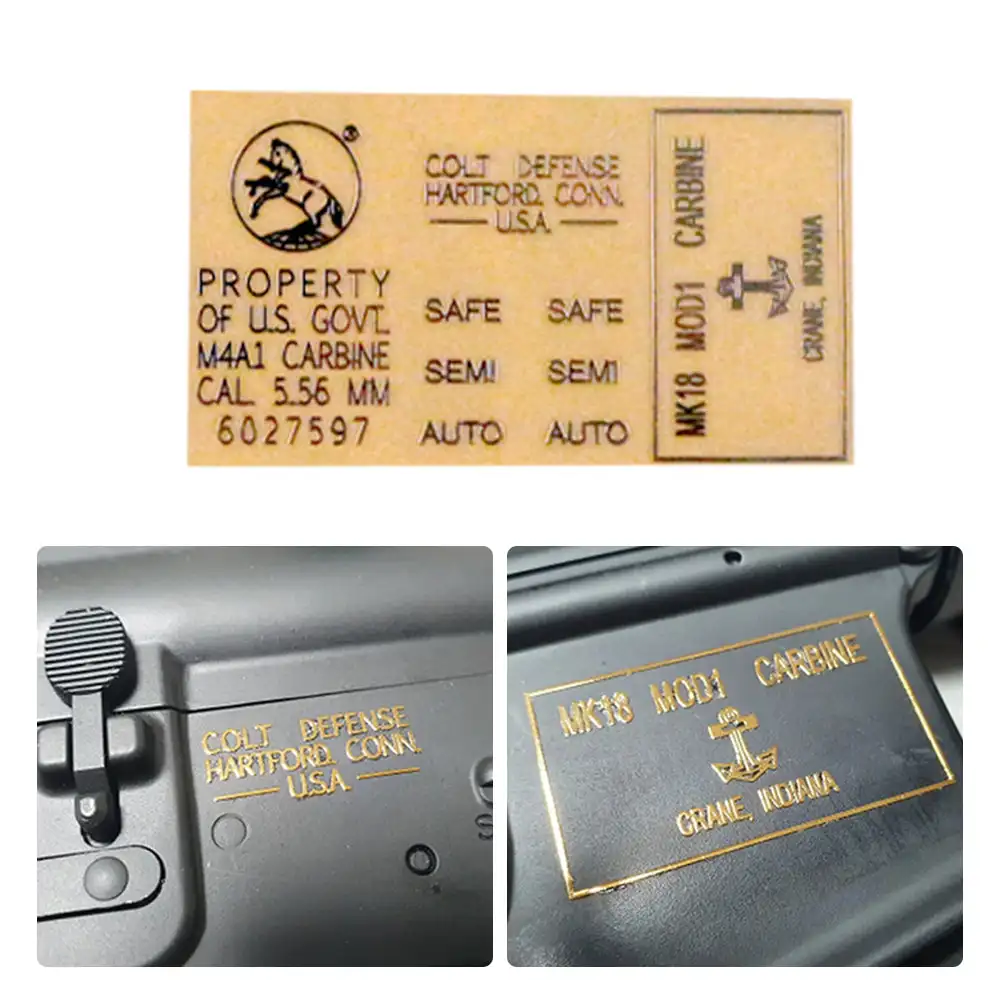 ®
COLT DEFENSE
HARTFORD. CONN.
U.S.A.
PROPERTY
OF U.S. GOVT.
M4A1 CARBINE
CAL. 5.56 MM
6027597
SAFE SAFE
SEMI SEMI
AUTO AUTO
MK18 MOD1 CARBINE
CRANE, INDIANA
COLT DEFENSE
HARTFORD. CONN.
U.S.A.
MK18 MOD1 CARBINE
CRANE, INDIANA